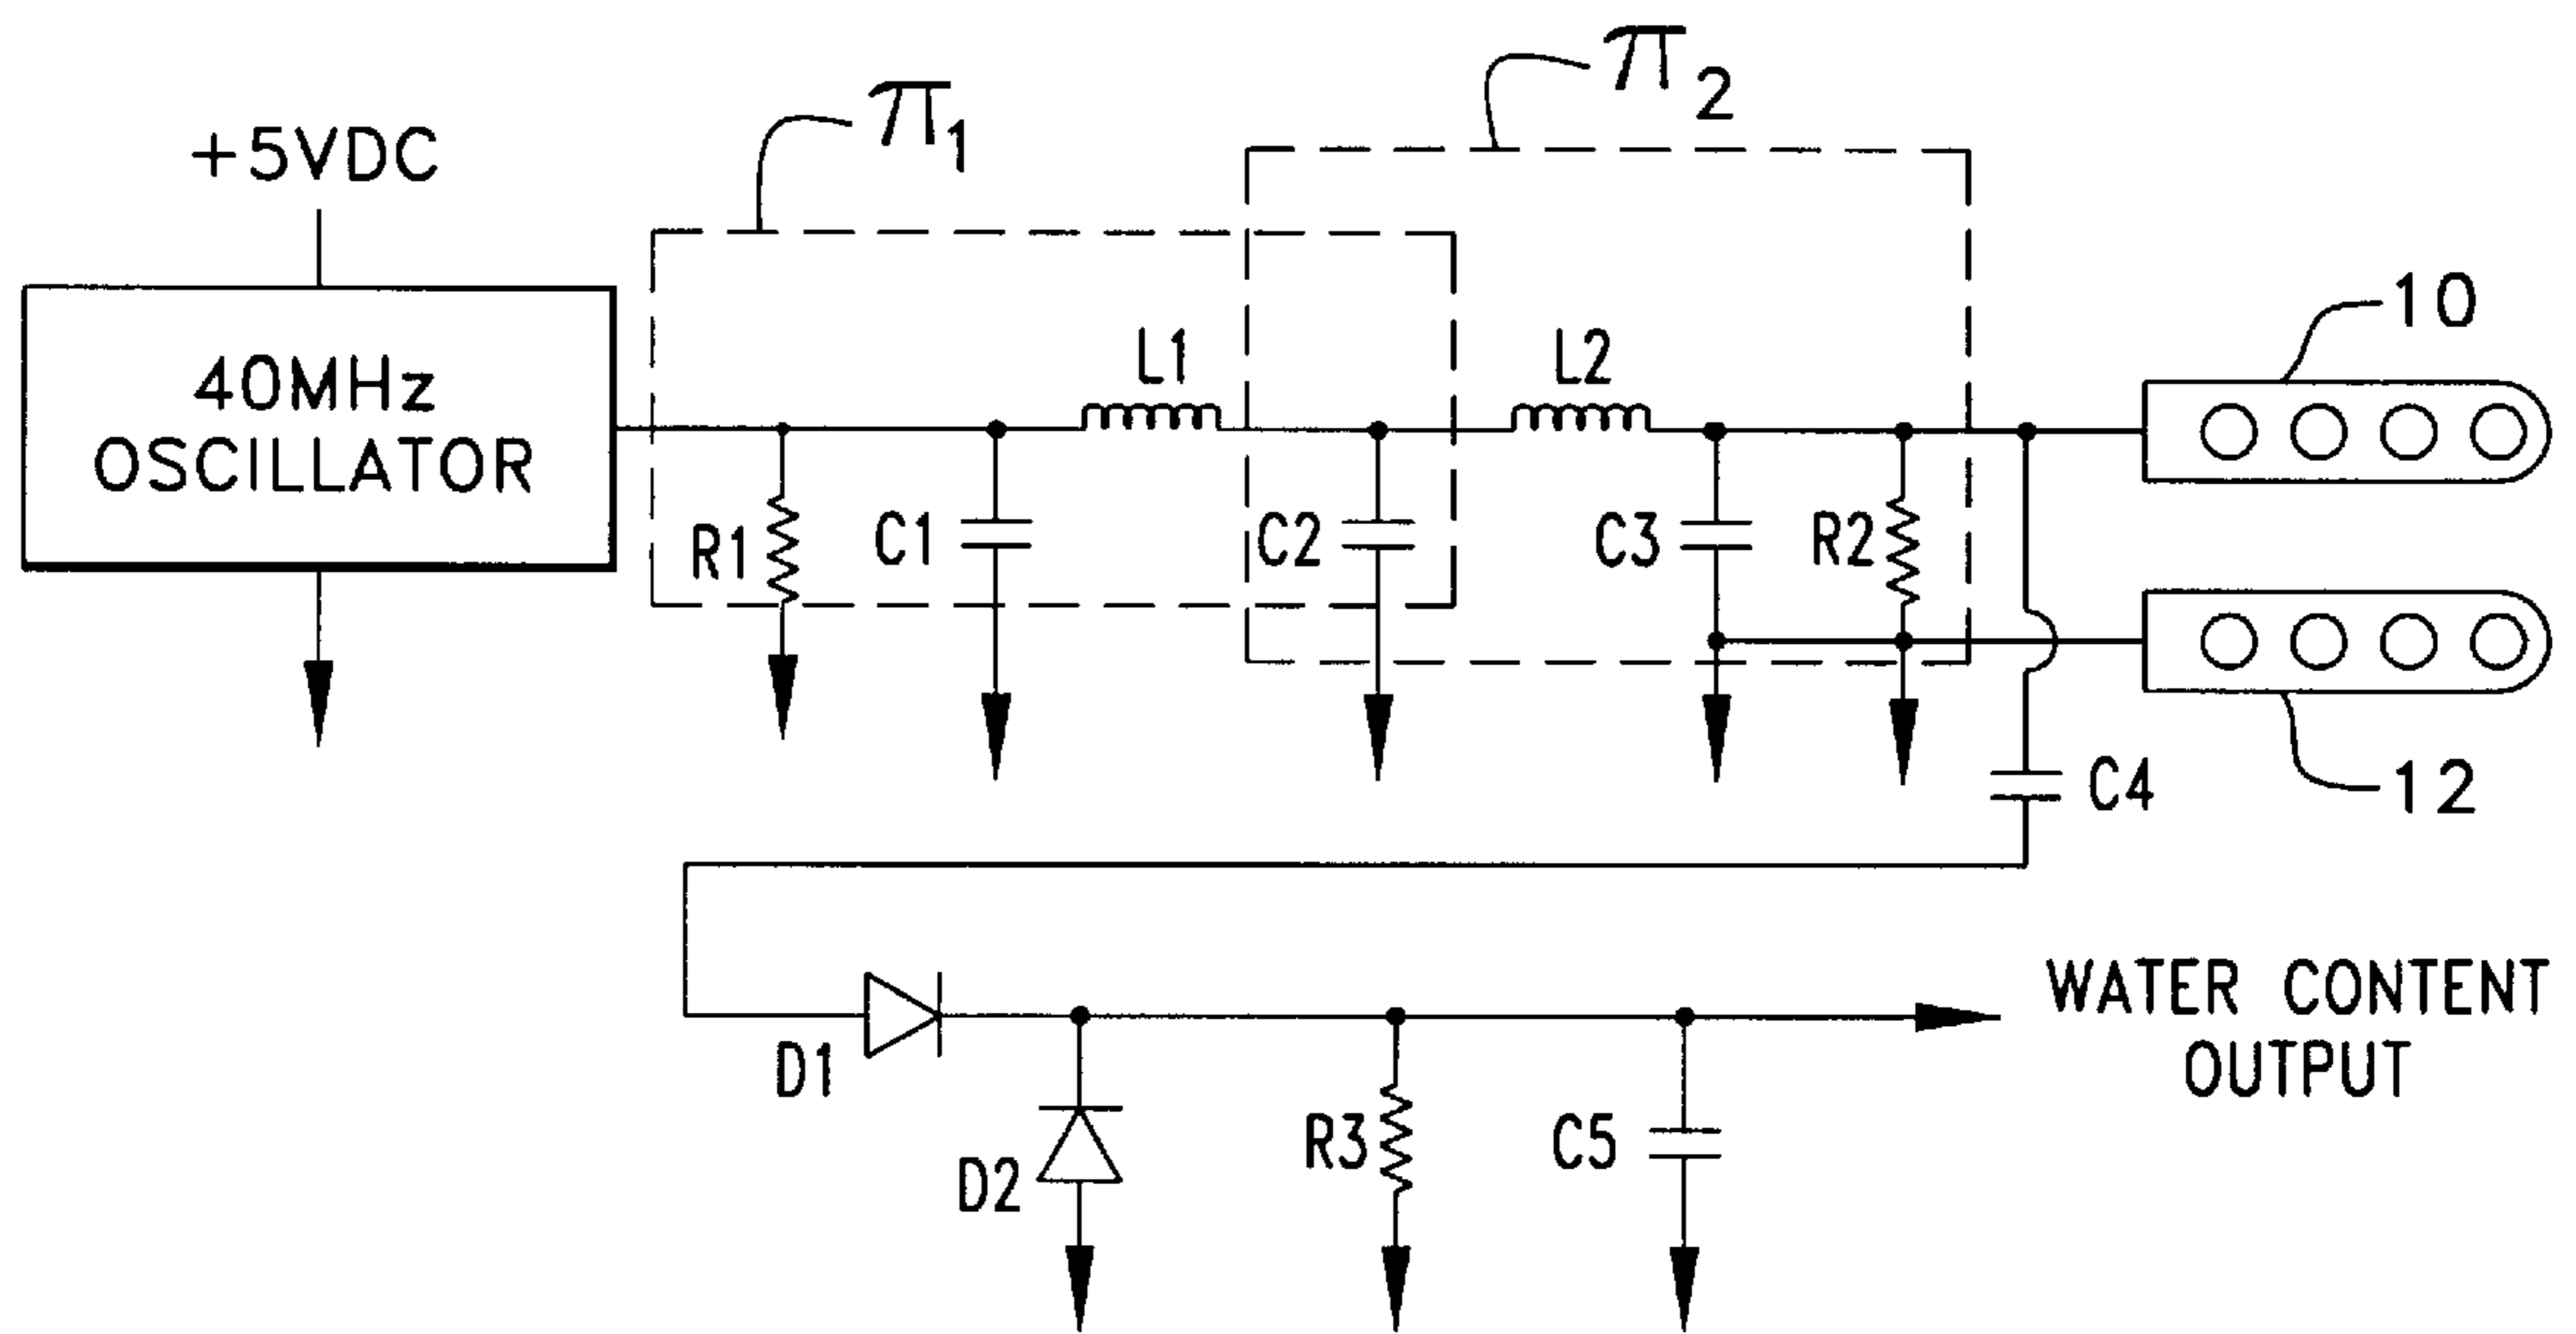 π2
π1
+5VDC
10
L1
L2
40MHz
OSCILLATOR
R1
C1
C2
C3
R2
C4
12
WATER CONTENT
OUTPUT
D1
D2
R3
C5